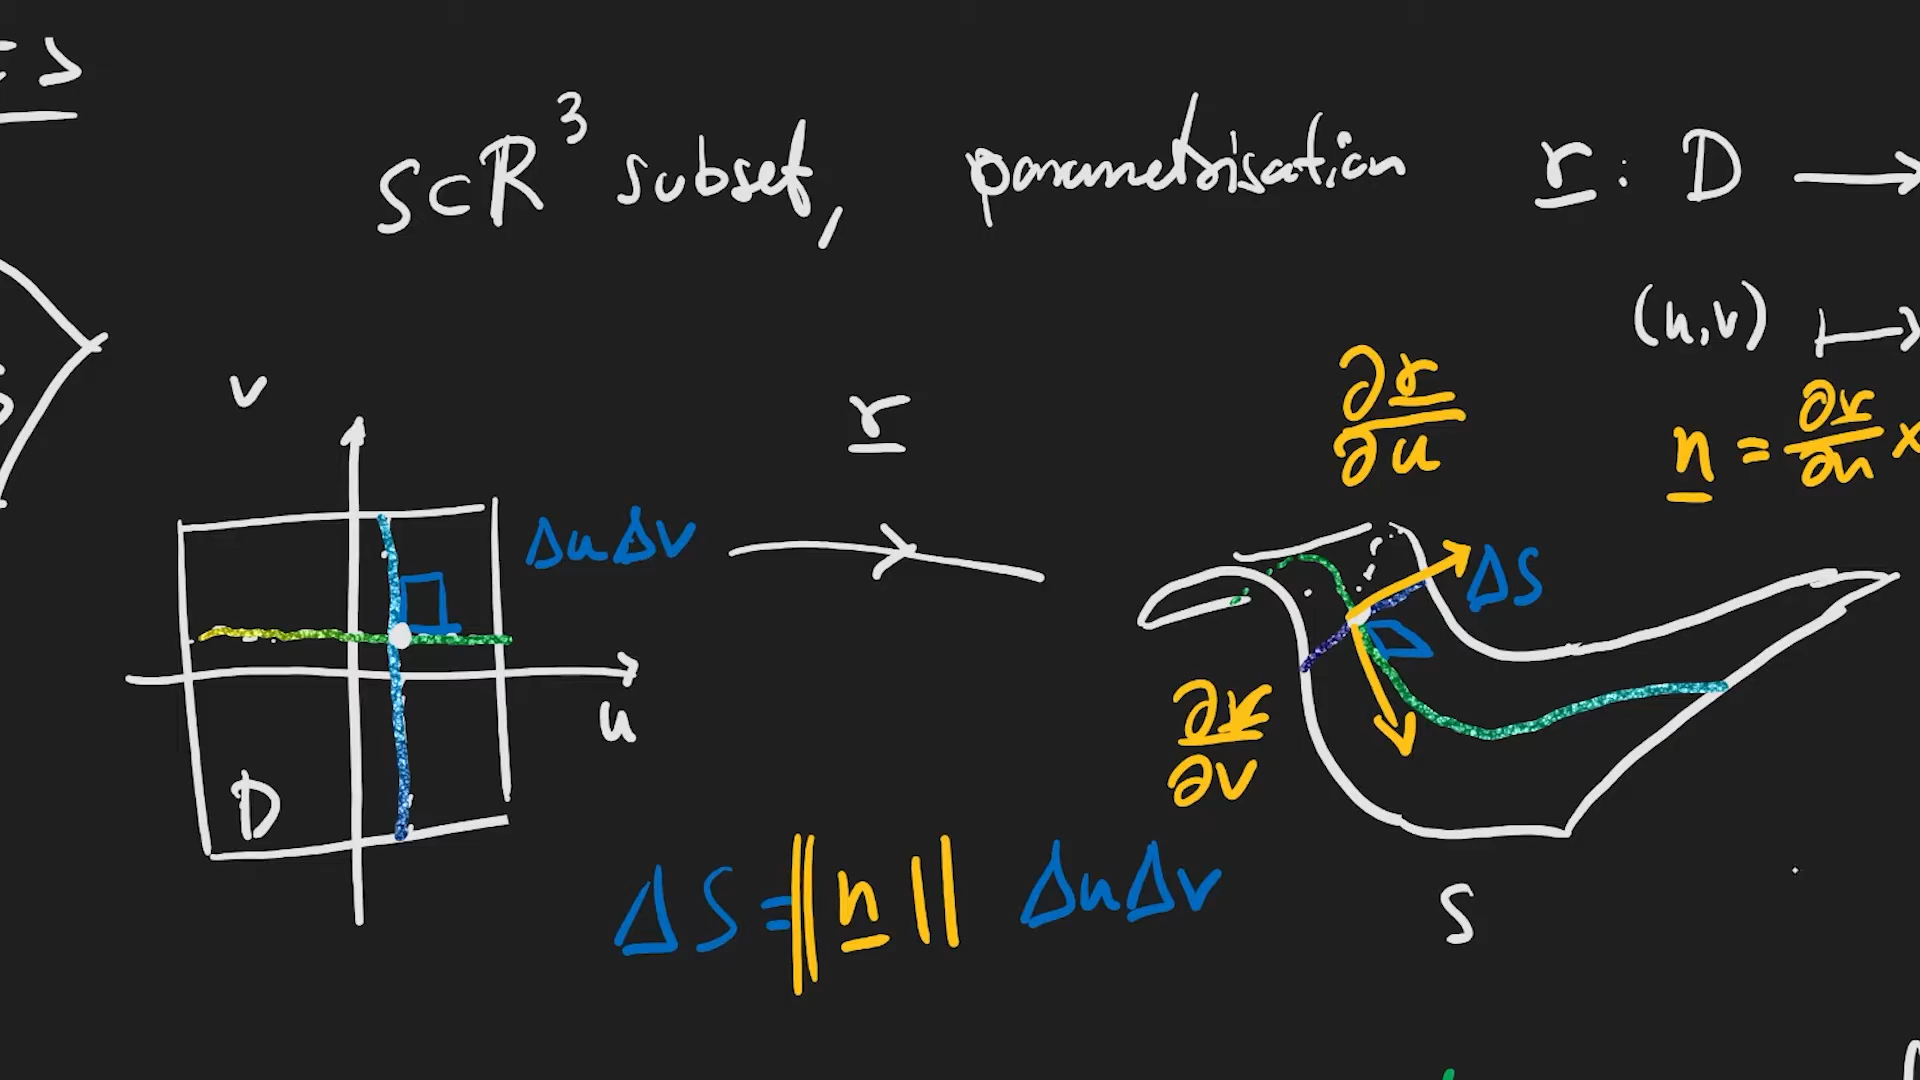 S⊂R³ subset, parametrisation r : D →
(u,v) ↦
∂r/∂u
n = ∂r/∂u ×
v
r
ΔuΔv
ΔS
u
∂r/∂v
D
ΔS = ||n|| ΔuΔv
S